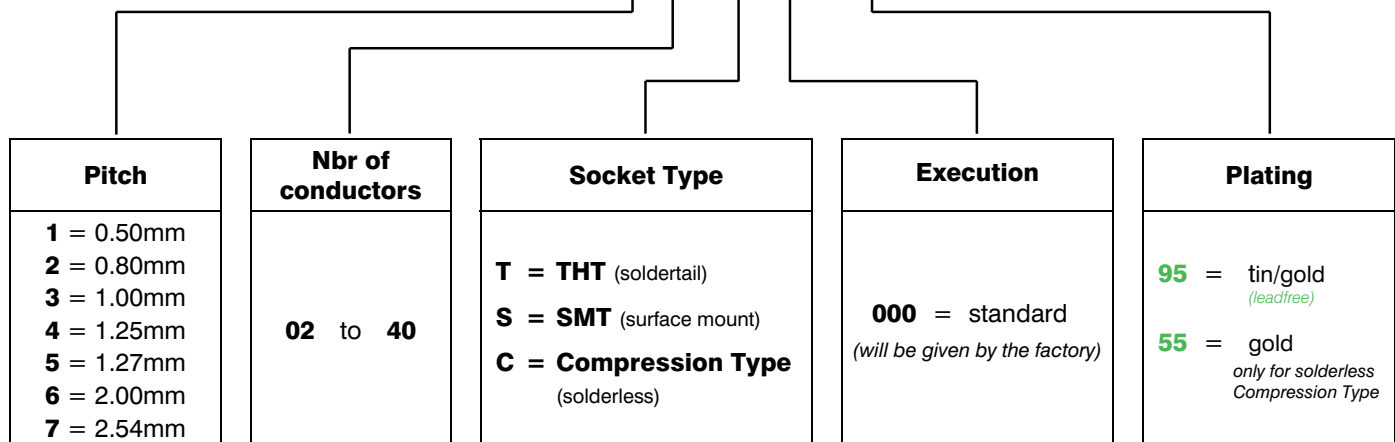 Pitch
1 = 0.50mm
2 = 0.80mm
3 = 1.00mm
4 = 1.25mm
5 = 1.27mm
6 = 2.00mm
7 = 2.54mm
Nbr of
conductors
02 to 40
Socket Type
T = THT (soldertail)
S = SMT (surface mount)
C = Compression Type
(solderless)
Execution
000 = standard
(will be given by the factory)
Plating
95 = tin/gold
(leadfree)
55 = gold
only for solderless
Compression Type